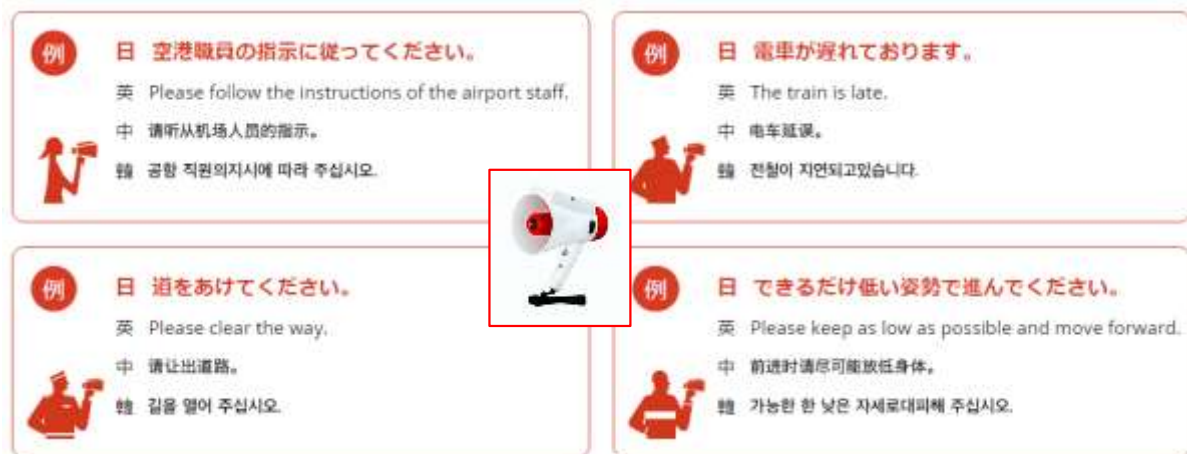 例
日 空港職員の指示に従ってください。
英 Please follow the instructions of the airport staff.
中 请听从机场人员的指示。
韓 공항 직원의지시에 따라 주십시오.
例
日 電車が遅れております。
英 The train is late.
中 电车延误。
韓 전철이 지연되고있습니다.
例
日 道をあけてください。
英 Please clear the way.
中 请让出道路。
韓 길을 열어 주십시오.
例
日 できるだけ低い姿勢で進んでください。
英 Please keep as low as possible and move forward.
中 前进时请尽可能放低身体。
韓 가능한 한 낮은 자세로대피해 주십시오.